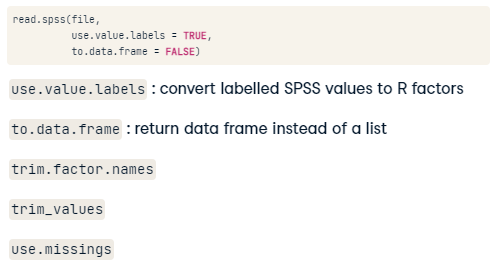 read.spss(file,
use.value.labels = TRUE,
to.data.frame = FALSE)
use.value.labels : convert labelled SPSS values to R factors
to.data.frame : return data frame instead of a list
trim.factor.names
trim_values
use.missings